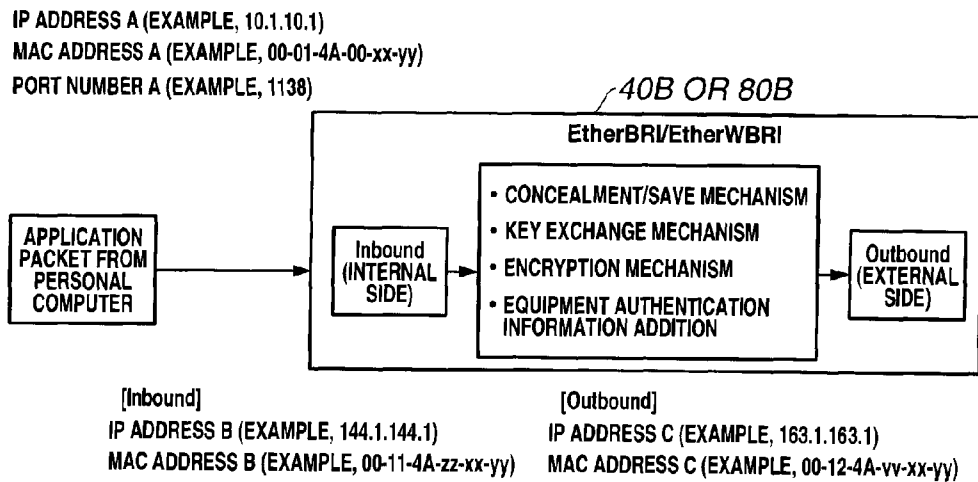 IP ADDRESS A (EXAMPLE, 10.1.10.1)
MAC ADDRESS A (EXAMPLE, 00-01-4A-00-xx-yy)
PORT NUMBER A (EXAMPLE, 1138)
40B OR 80B
EtherBRI/EtherWBRI
APPLICATION
PACKET FROM
PERSONAL
COMPUTER
Inbound
(INTERNAL
SIDE)
• CONCEALMENT/SAVE MECHANISM
• KEY EXCHANGE MECHANISM
• ENCRYPTION MECHANISM
• EQUIPMENT AUTHENTICATION
INFORMATION ADDITION
Outbound
(EXTERNAL
SIDE)
[Inbound]
IP ADDRESS B (EXAMPLE, 144.1.144.1)
MAC ADDRESS B (EXAMPLE, 00-11-4A-zz-xx-yy)
[Outbound]
IP ADDRESS C (EXAMPLE, 163.1.163.1)
MAC ADDRESS C (EXAMPLE, 00-12-4A-vv-xx-yy)